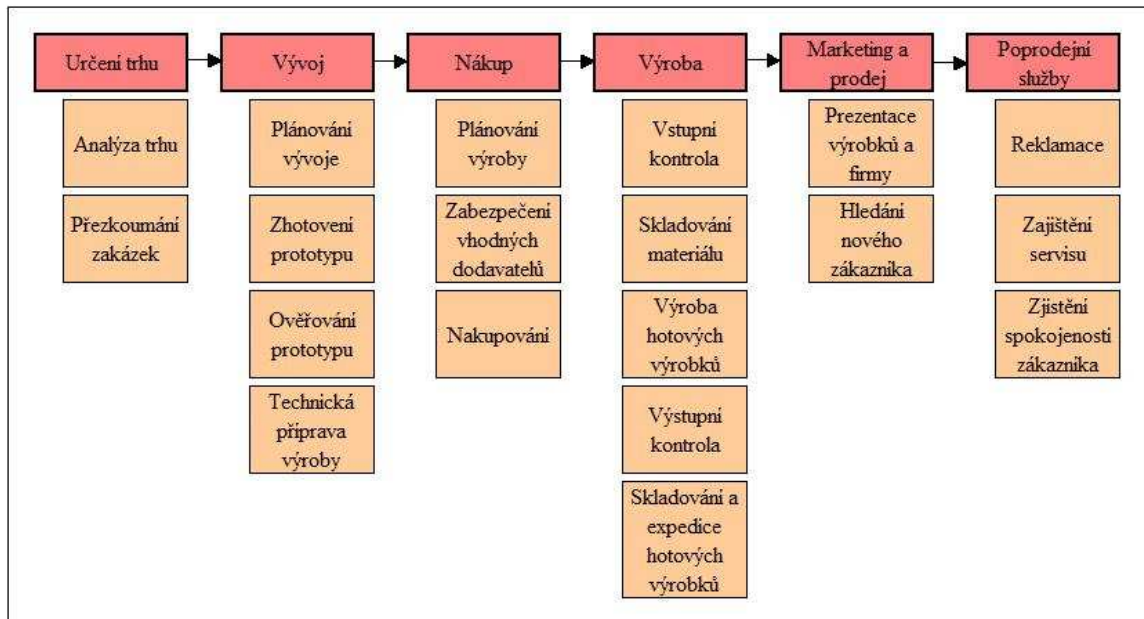 Určení trhu
Vývoj
Nákup
Výroba
Marketing a
prodej
Poprodejní
služby
Analýza trhu
Přezkoumání
zakázek
Plánování
vývoje
Zhotovení
prototypu
Ověřování
prototypu
Technická
příprava
výroby
Plánování
výroby
Zabezpečení
vhodných
dodavatelů
Nakupování
Vstupní
kontrola
Skladování
materiálu
Výroba
hotových
výrobků
Výstupní
kontrola
Skladování a
expedice
hotových
výrobků
Prezentace
výrobků a
firmy
Hledání
nového
zákazníka
Reklamace
Zajištění
servisu
Zjistění
spokojenosti
zákazníka